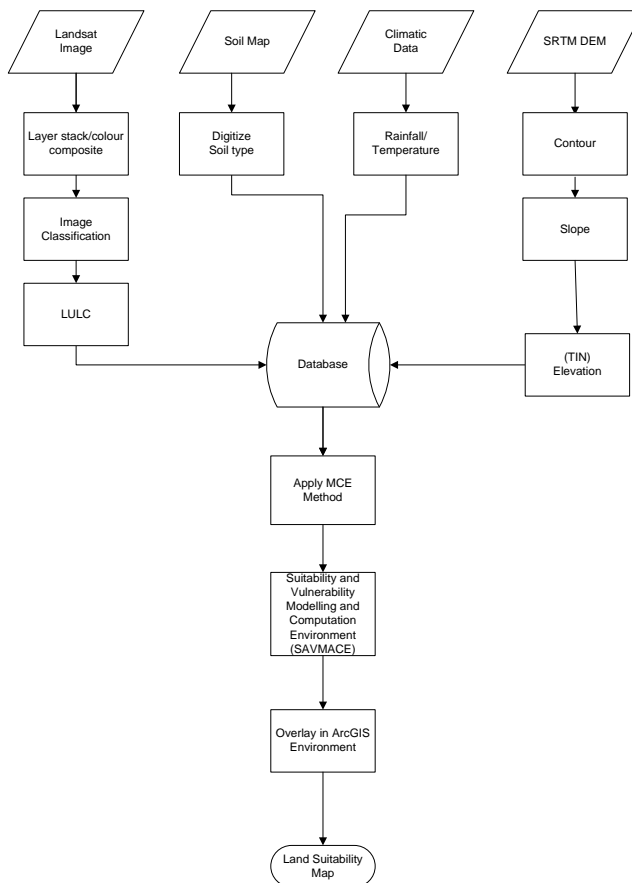 Landsat
Image
Soil Map
Climatic
Data
SRTM DEM
Layer stack/colour
composite
Digitize
Soil type
Rainfall/
Temperature
Contour
Image
Classification
Slope
LULC
Database
(TIN)
Elevation
Apply MCE
Method
Suitability and
Vulnerability
Modelling and
Computation
Environment
(SAVMACE)
Overlay in ArcGIS
Environment
Land Suitability
Map